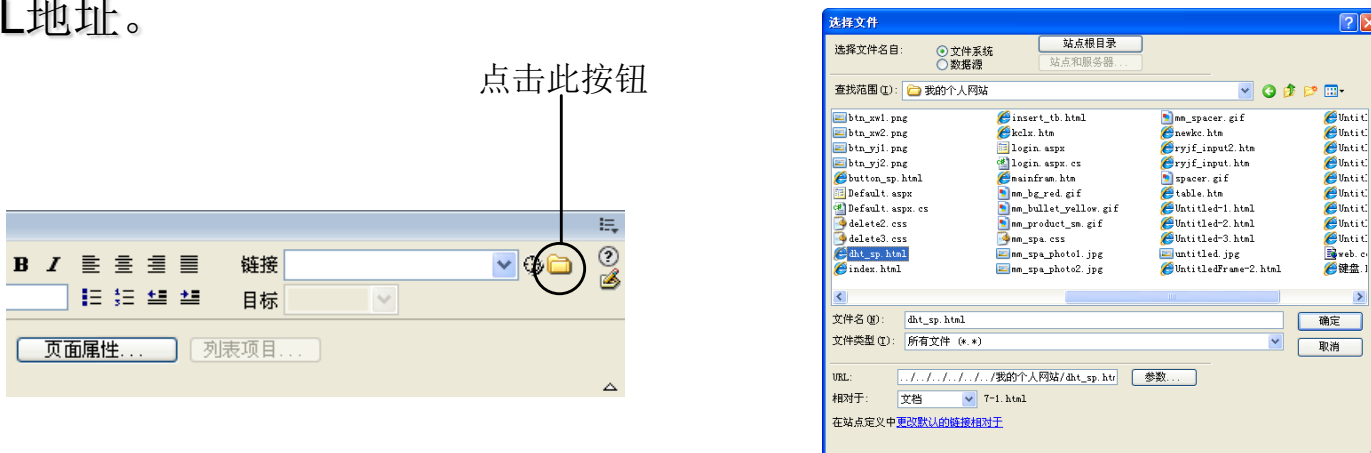 L地址。
点击此按钮
B I
链接
目标
页面属性... 列表项目...
选择文件
选择文件名自: 文件系统 站点根目录
数据源 站点和服务器...
查找范围(I): 我的个人网站
btn_xw1.png insert_tb.html mm_spacer.gif
btn_xw2.png kclx.htm newkc.htm
btn_yj1.png login.aspx ryjf_input2.htm
btn_yj2.png login.aspx.cs ryjf_input.htm
button_sp.html mainfram.htm spacer.gif
Default.aspx mm_bg_red.gif table.htm
Default.aspx.cs mm_bullet_yellow.gif Untitled-1.html
delete2.css mm_product_sm.gif Untitled-2.html
delete3.css mm_spa.css Untitled-3.html
dht_sp.html mm_spa_photo1.jpg untitled.jpg
index.html mm_spa_photo2.jpg UntitledFrame-2.html 键盘.
文件名(N): dht_sp.html 确定
文件类型(T): 所有文件 (*.*) 取消
URL: ../../../../../我的个人网站/dht_sp.htm 参数...
相对于: 文档 7-1.html
在站点定义中更改默认的链接相对于